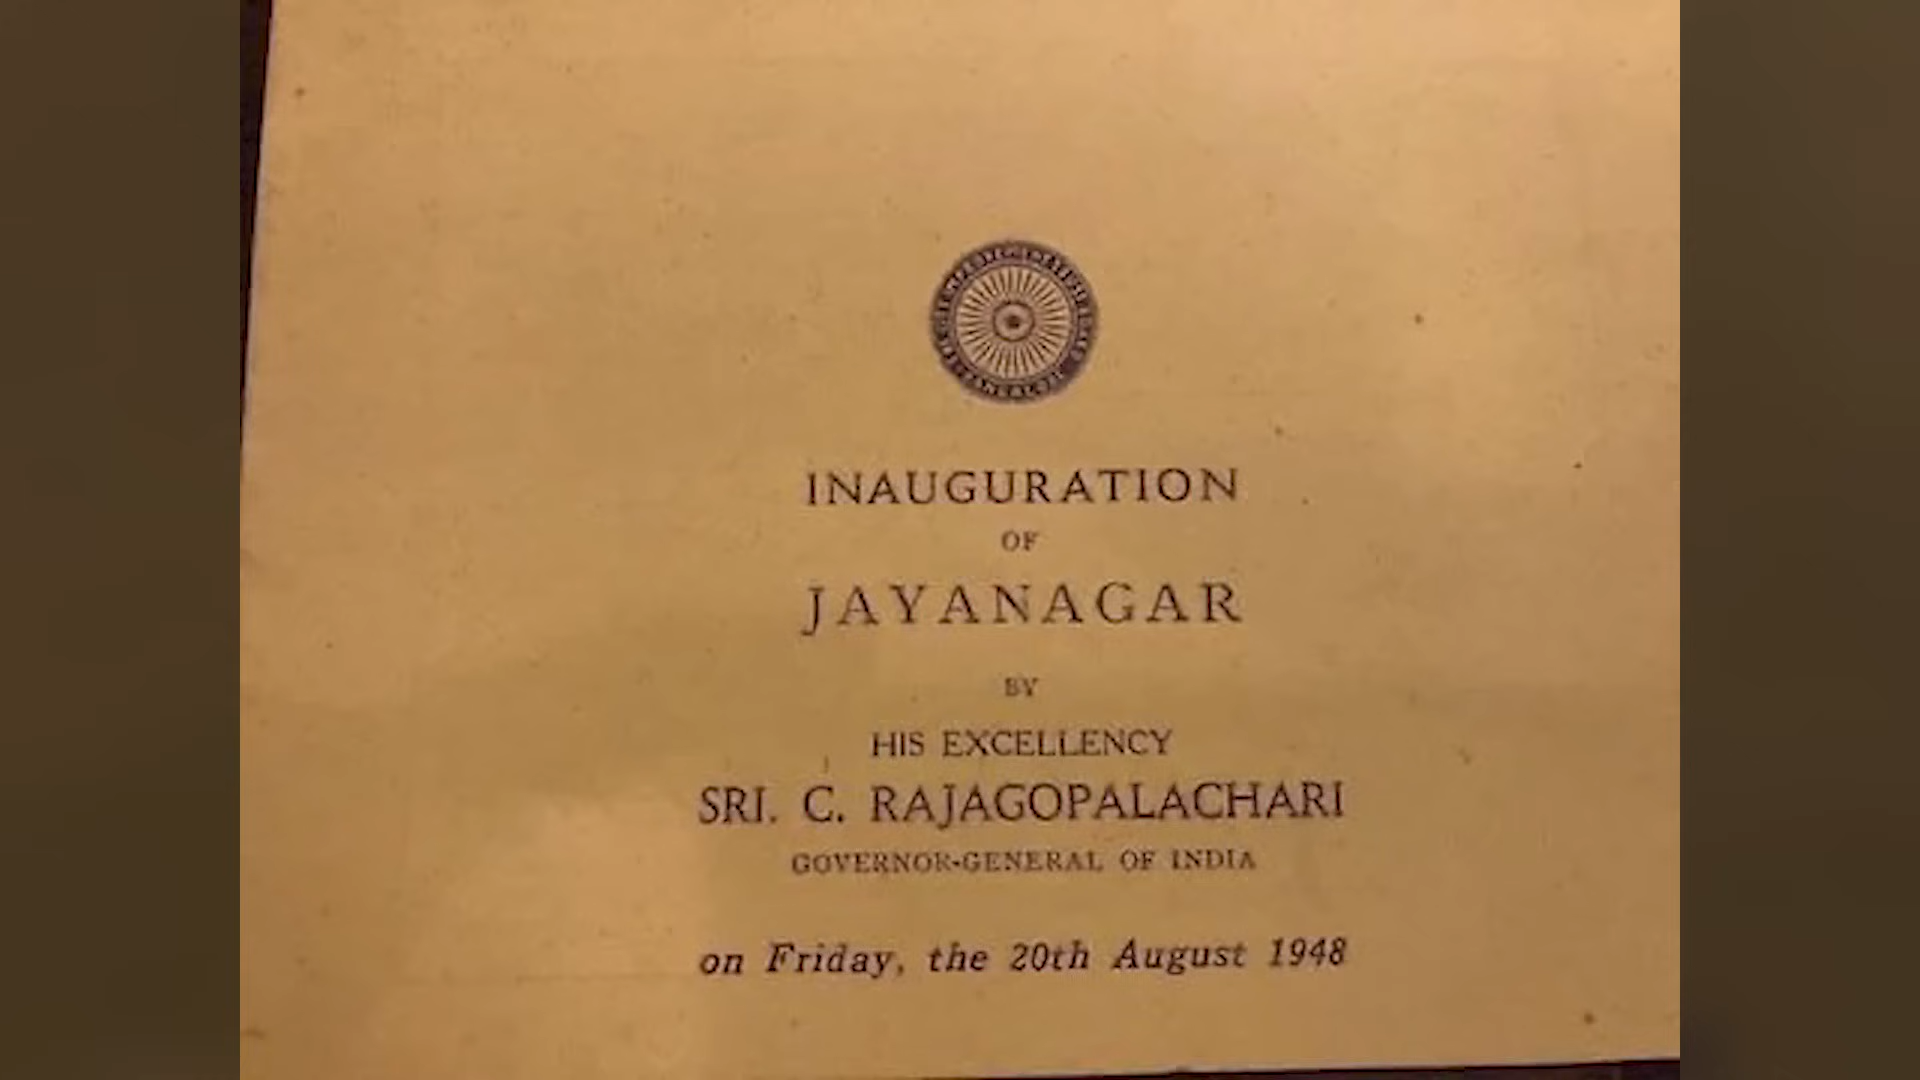 INAUGURATION
OF
JAYANAGAR
BY
HIS EXCELLENCY
SRI. C. RAJAGOPALACHARI
GOVERNOR-GENERAL OF INDIA
on Friday, the 20th August 1948